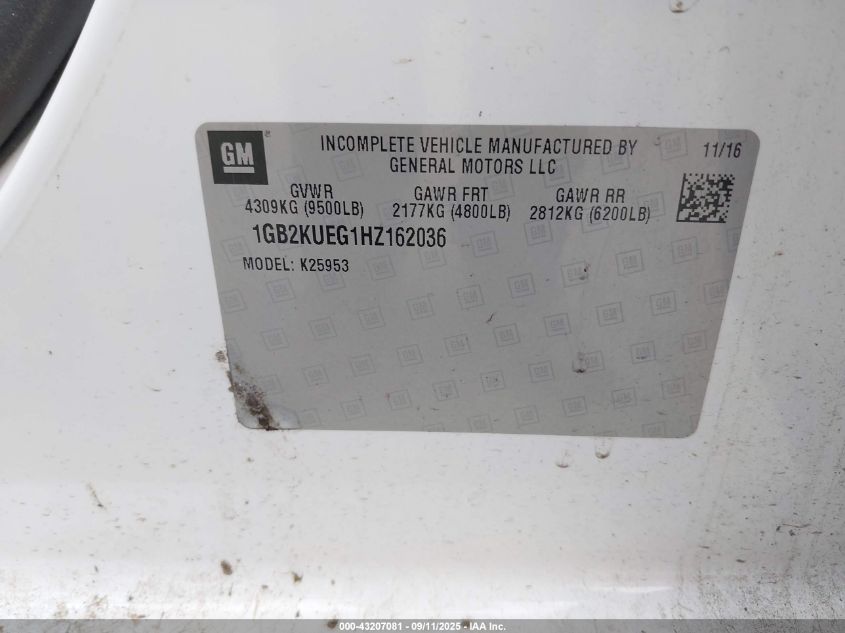 GM
INCOMPLETE VEHICLE MANUFACTURED BY
GENERAL MOTORS LLC
11/16
GVWR
4309KG (9500LB)
GAWR FRT
2177KG (4800LB)
GAWR RR
2812KG (6200LB)
1GB2KUEG1HZ162036
MODEL: K25953
000-43207081 - 09/11/2025 - IAA Inc.